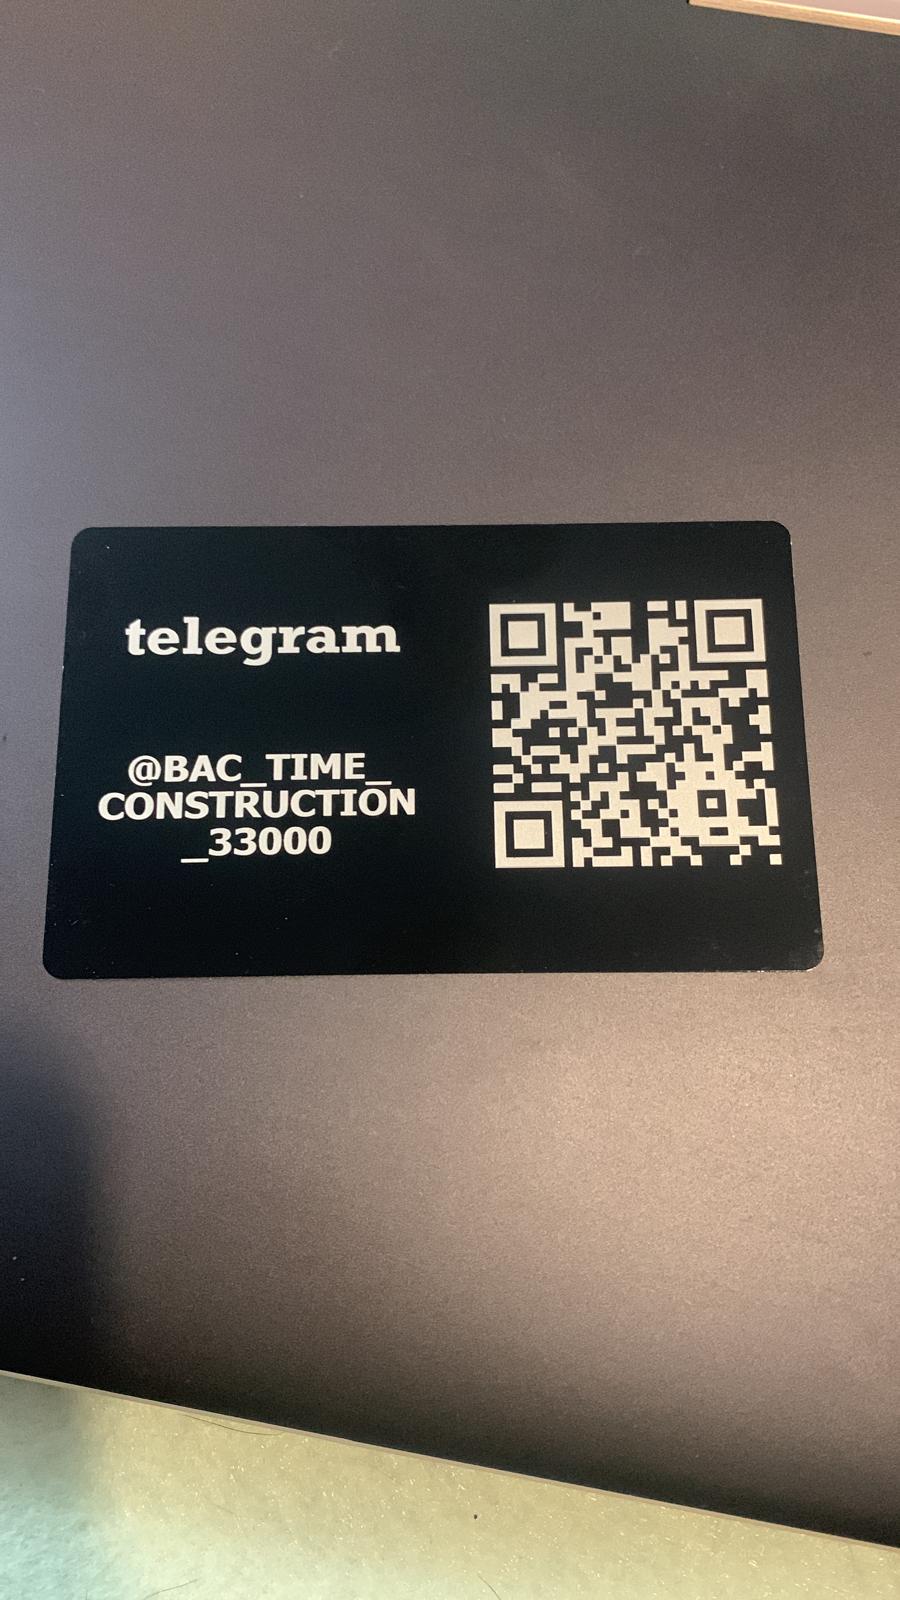 telegram
@BAC_TIME_
CONSTRUCTION
_33000